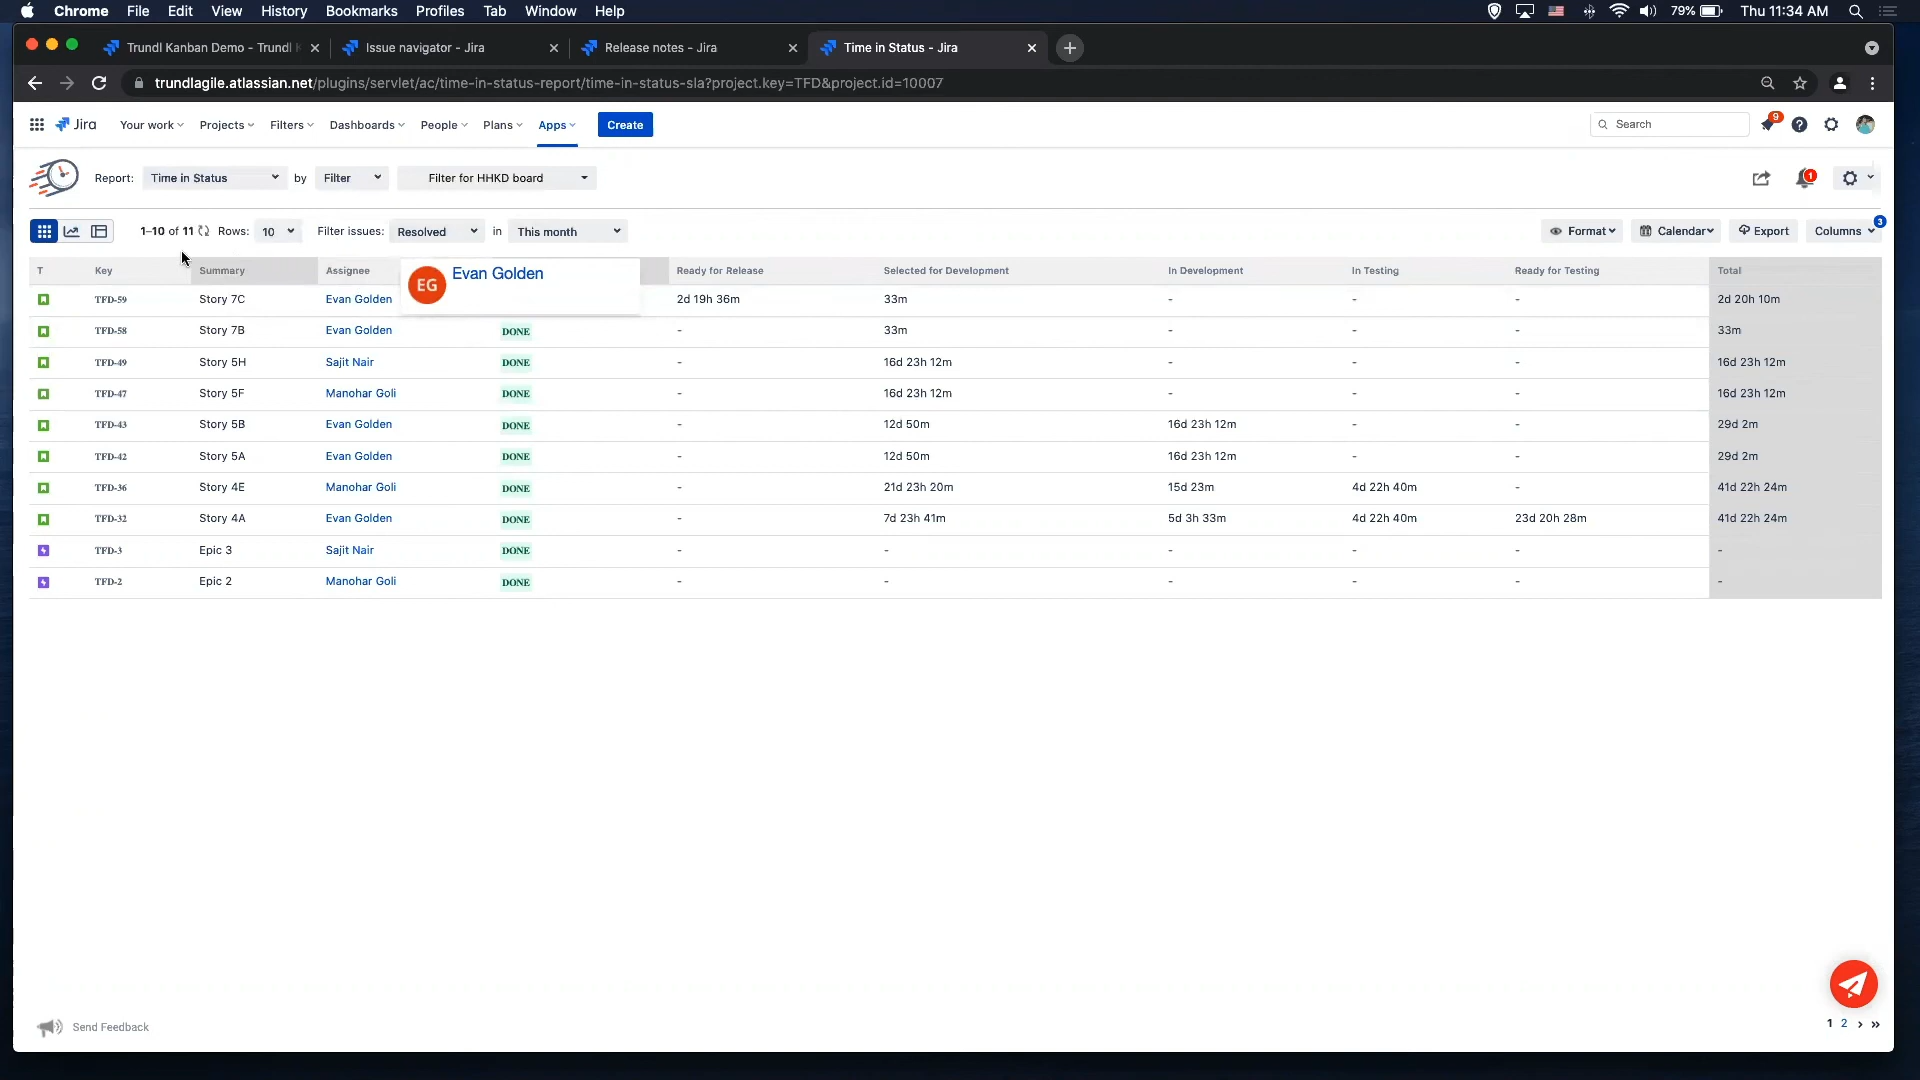 Chrome File Edit View History Bookmarks Profiles Tab Window Help 79% Thu 11:34 AM
Trundl Kanban Demo - Trundl Issue navigator - Jira Release notes - Jira Time in Status - Jira
trundlagile.atlassian.net/plugins/servlet/ac/time-in-status-report/time-in-status-sla?project.key=TFD&project.id=10007
Jira Your work Projects Filters Dashboards People Plans Apps Create Search 9
Report: Time in Status by Filter Filter for HHKD board 1
1–10 of 11 Rows: 10 Filter issues: Resolved in This month Format Calendar Export Columns 3
T Key Summary Assignee Ready for Release Selected for Development In Development In Testing Ready for Testing Total
EG Evan Golden
TFD-59 Story 7C Evan Golden 2d 19h 36m 33m - - - 2d 20h 10m
TFD-58 Story 7B Evan Golden DONE - 33m - - - 33m
TFD-49 Story 5H Sajit Nair DONE - 16d 23h 12m - - - 16d 23h 12m
TFD-47 Story 5F Manohar Goli DONE - 16d 23h 12m - - - 16d 23h 12m
TFD-43 Story 5B Evan Golden DONE - 12d 50m 16d 23h 12m - - 29d 2m
TFD-42 Story 5A Evan Golden DONE - 12d 50m 16d 23h 12m - - 29d 2m
TFD-36 Story 4E Manohar Goli DONE - 21d 23h 20m 15d 23m 4d 22h 40m - 41d 22h 24m
TFD-32 Story 4A Evan Golden DONE - 7d 23h 41m 5d 3h 33m 4d 22h 40m 23d 20h 28m 41d 22h 24m
TFD-3 Epic 3 Sajit Nair DONE - - - - - -
TFD-2 Epic 2 Manohar Goli DONE - - - - - -
Send Feedback
1 2 > »